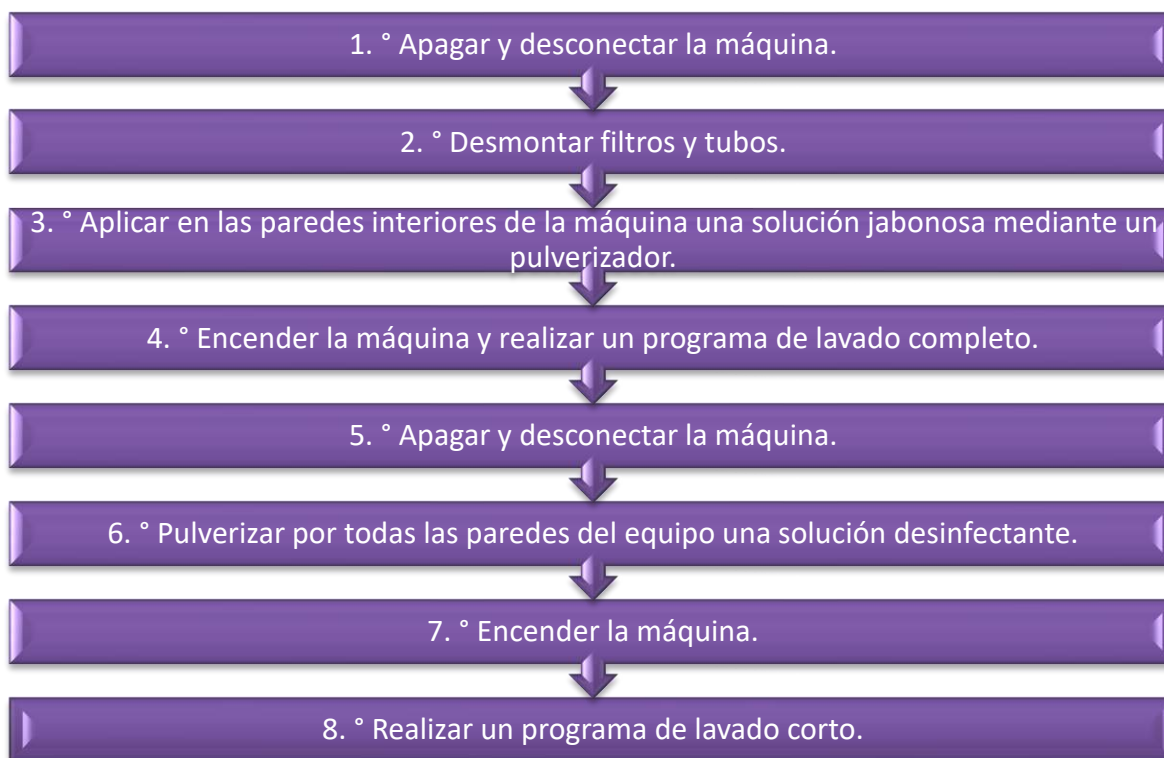 1. ° Apagar y desconectar la máquina.
2. ° Desmontar filtros y tubos.
3. ° Aplicar en las paredes interiores de la máquina una solución jabonosa mediante un
pulverizador.
4. ° Encender la máquina y realizar un programa de lavado completo.
5. ° Apagar y desconectar la máquina.
6. ° Pulverizar por todas las paredes del equipo una solución desinfectante.
7. ° Encender la máquina.
8. ° Realizar un programa de lavado corto.